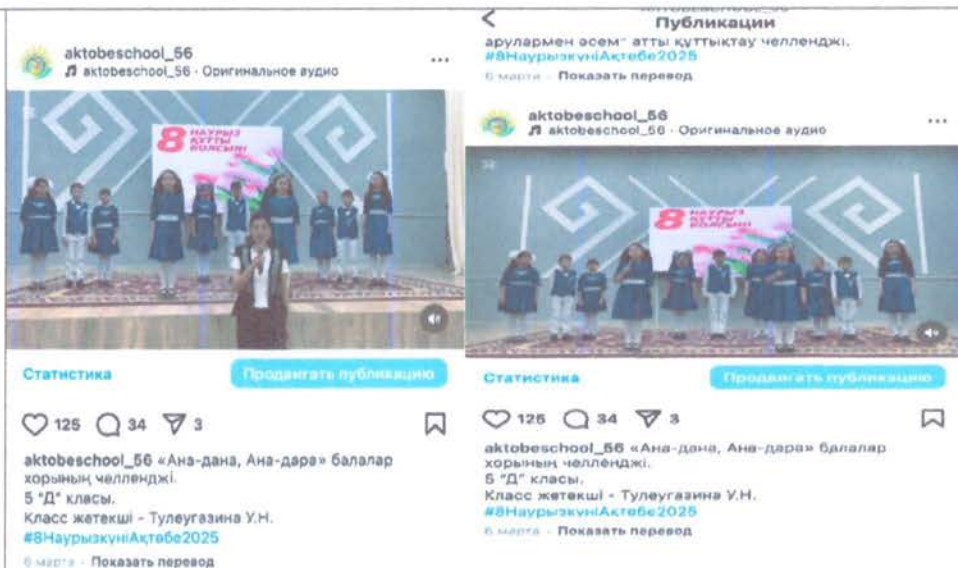 aktobeschool_56
aktobeschool_56 · Оригинальное аудио
8 НАУРЫЗ
ҚҰТТЫ
БОЛСЫН!
Статистика
Продвигать публикацию
125 34 3
aktobeschool_56 «Ана-дана, Ана-дара» балалар
хорының челленджі.
5 "Д" класы.
Класс жетекші - Тулеугазина У.Н.
#8НаурызкүніАқтөбе2025
6 марта · Показать перевод
Публикации
арулармен әсем" атты құттықтау челленджі.
#8НаурызкүніАқтөбе2025
6 марта · Показать перевод
aktobeschool_56
aktobeschool_56 · Оригинальное аудио
8 НАУРЫЗ
ҚҰТТЫ
БОЛСЫН!
Статистика
Продвигать публикацию
125 34 3
aktobeschool_56 «Ана-дана, Ана-дара» балалар
хорының челленджі.
5 "Д" класы.
Класс жетекші - Тулеугазина У.Н.
#8НаурызкүніАқтөбе2025
6 марта · Показать перевод